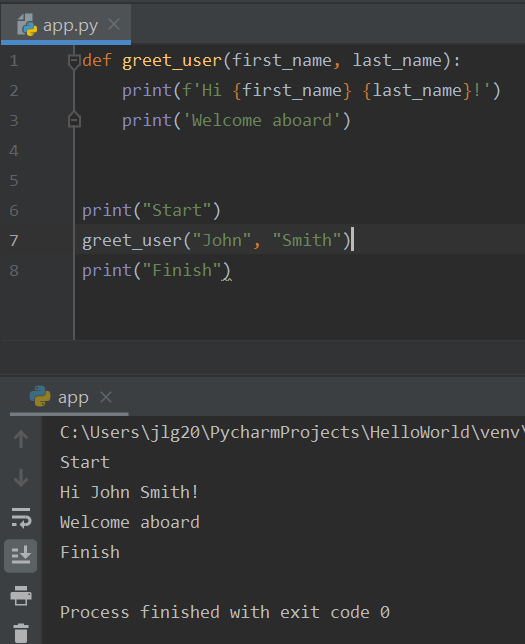 app.py
1 def greet_user(first_name, last_name):
2     print(f'Hi {first_name} {last_name}!')
3     print('Welcome aboard')
4
5
6 print("Start")
7 greet_user("John", "Smith")
8 print("Finish")
app
C:\Users\jlg20\PycharmProjects\HelloWorld\venv\
Start
Hi John Smith!
Welcome aboard
Finish
Process finished with exit code 0